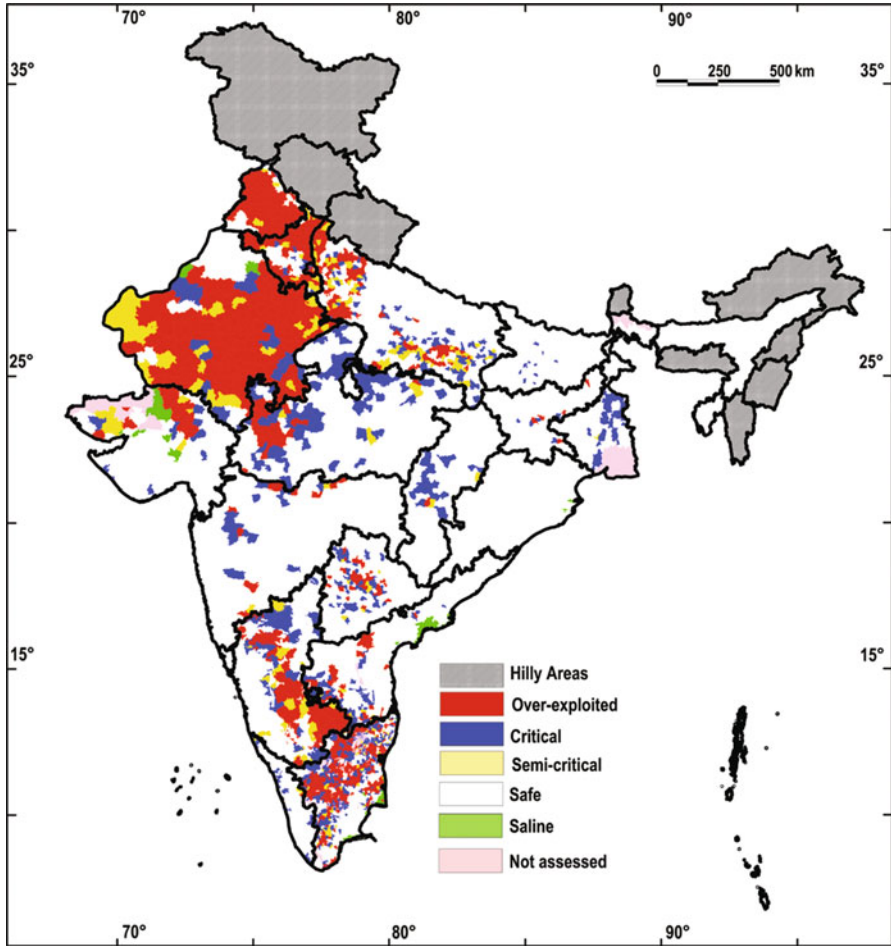 70° 80° 90°
0 250 500 km
35° 35°
25° 25°
15° 15°
Hilly Areas
Over-exploited
Critical
Semi-critical
Safe
Saline
Not assessed
70° 80° 90°